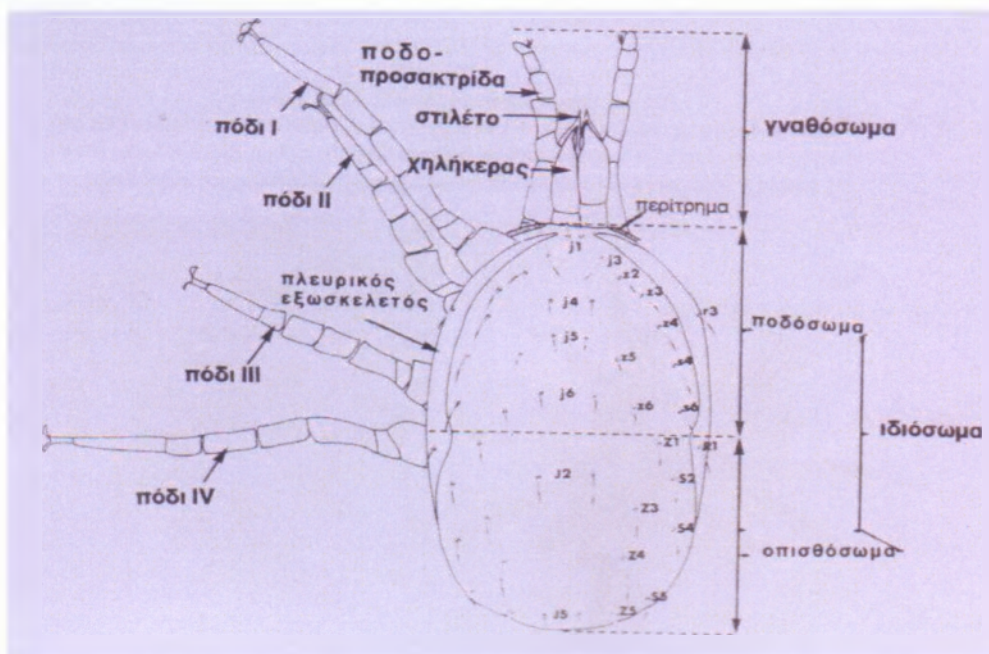 ποδο-
προσακτρίδα
στιλέτο
χηλήκερας
πόδι I
πόδι II
γναθόσωμα
περίτρημα
πλευρικός
εξωσκελετός
j1
j3
z2
z3
r3
j4
z4
j5
z5
s4
ποδόσωμα
πόδι III
j6
z6
s6
ιδιόσωμα
Z1
R1
πόδι IV
J2
S2
Z3
S4
Z4
οπισθόσωμα
S5
Z5
J5